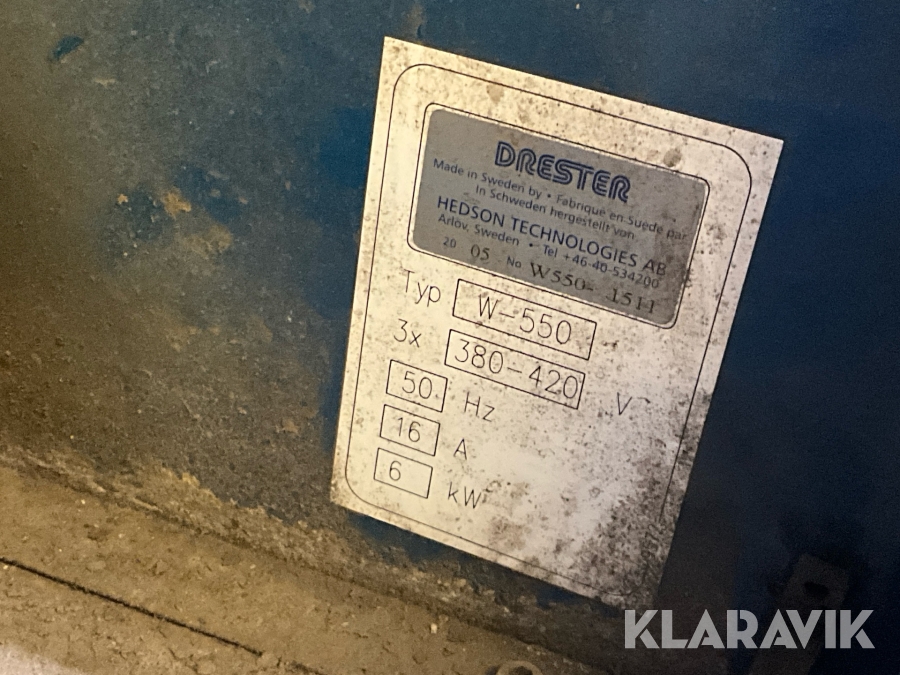 DRESTER
Made in Sweden by • Fabriqué en Suède par
In Schweden hergestellt von
HEDSON TECHNOLOGIES AB
Arlöv, Sweden • Tel +46-40-534200
20 05 No W550- 1511
Typ W-550
3x 380-420 V
50 Hz
16 A
6 kW
KLARAVIK